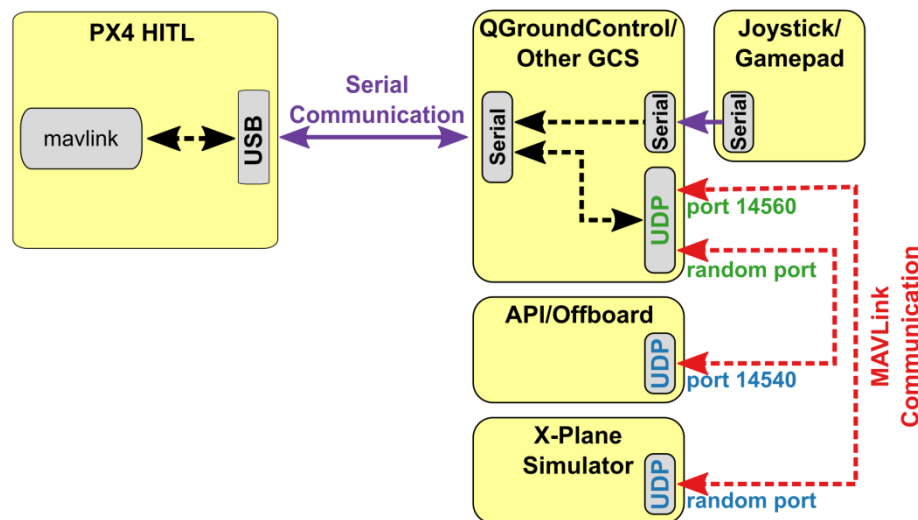 PX4 HITL
mavlink
USB
Serial
Communication
QGroundControl/
Other GCS
Serial
Serial
UDP
Joystick/
Gamepad
Serial
port 14560
random port
API/Offboard
UDP
port 14540
X-Plane
Simulator
UDP
random port
MAVLink
Communication